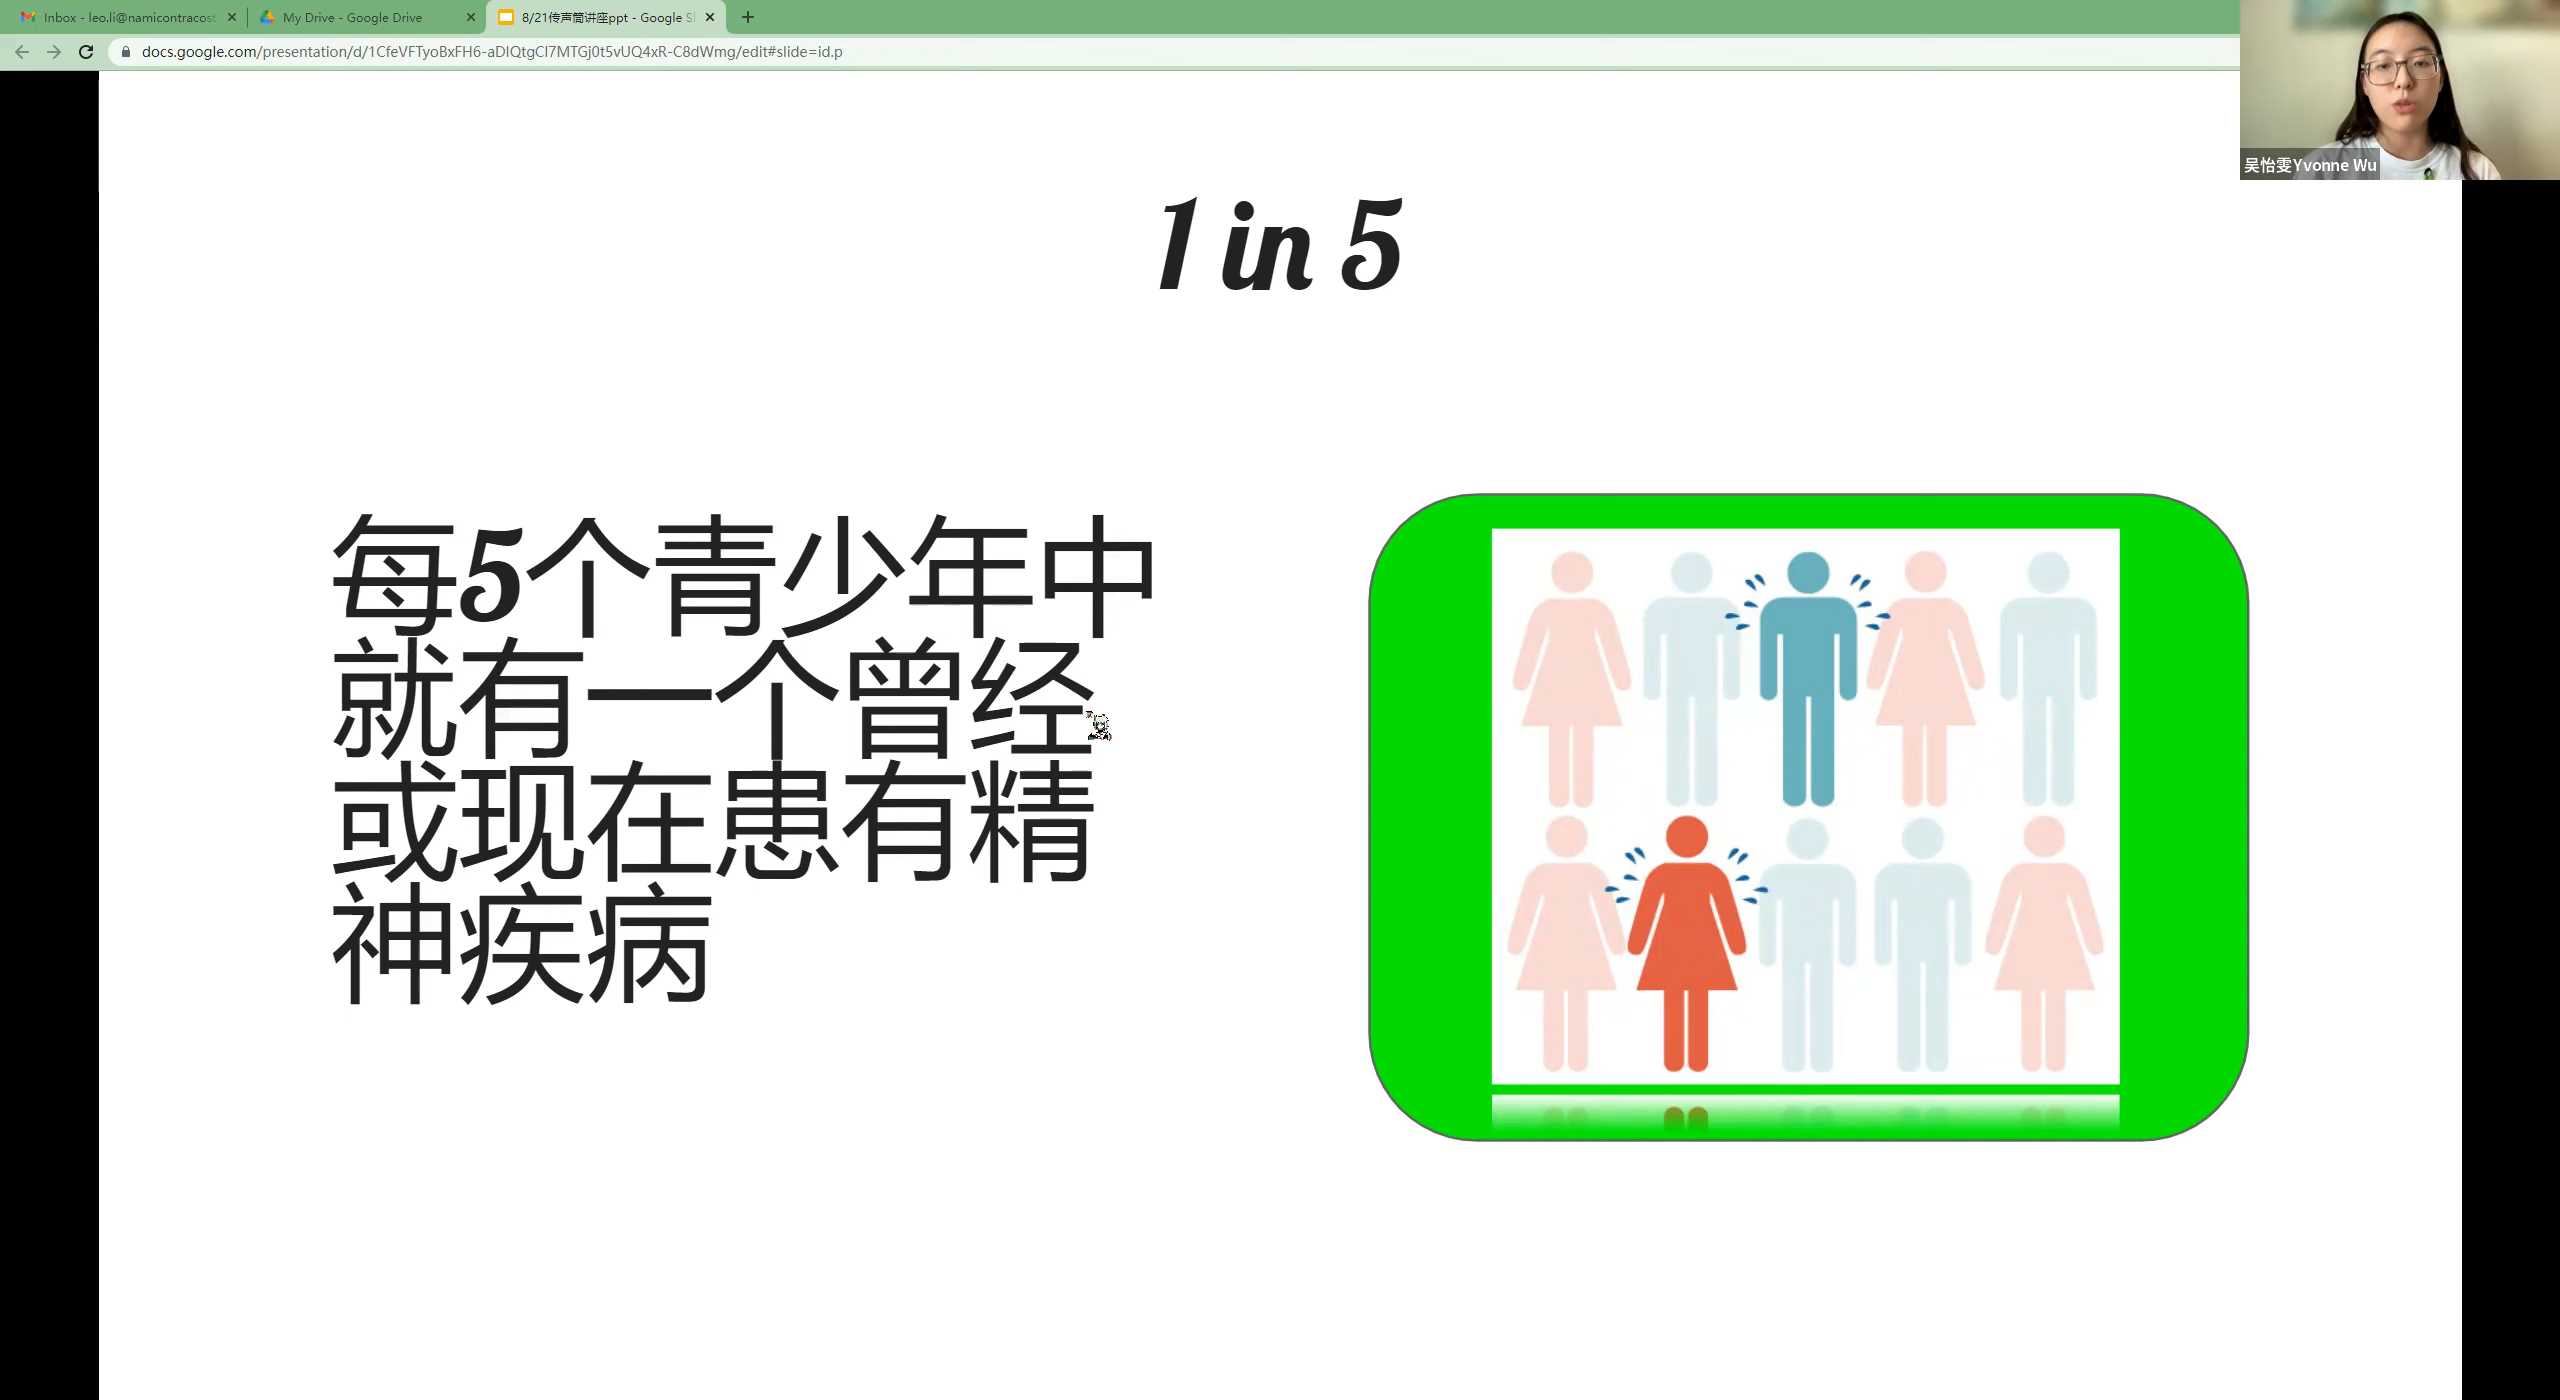 Inbox - leo.li@namicontracost
My Drive - Google Drive
8/21传声筒讲座ppt - Google Sl
docs.google.com/presentation/d/1CfeVFTyoBxFH6-aDIQtgCl7MTGj0t5vUQ4xR-C8dWmg/edit#slide=id.p
吴怡雯Yvonne Wu
1 in 5
每5个青少年中
就有一个曾经
或现在患有精
神疾病